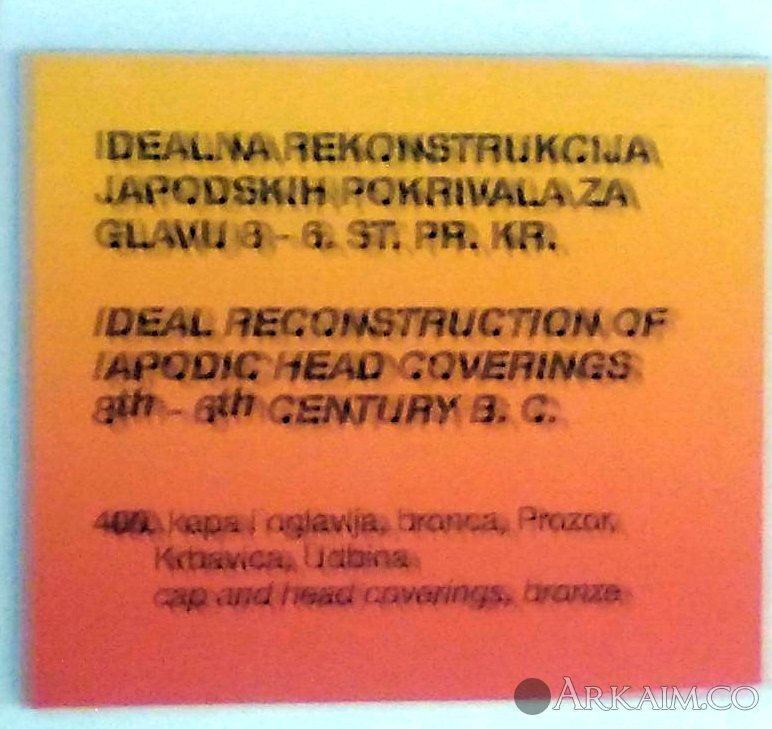 IDEALNA REKONSTRUKCIJA
JAPODSKIH POKRIVALA ZA
GLAVU 8 - 6. ST. PR. KR.
IDEAL RECONSTRUCTION OF
IAPODIC HEAD COVERINGS
8th - 6th CENTURY B. C.
kapa i oglavlja, bronca, Prozor,
Krbavica, Udbina
cap and head coverings, bronze
ARKAIM.CO